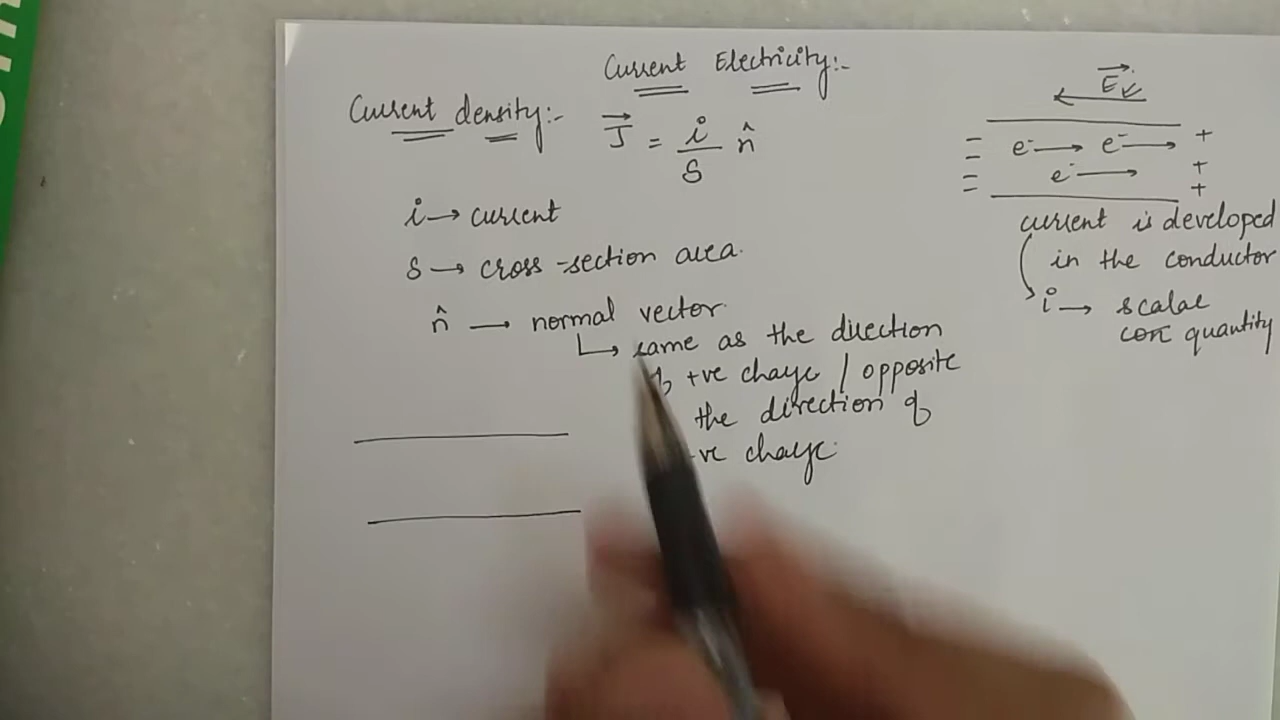 Current Electricity:-
Current density:-
J = i/S n̂
i → current
S → cross-section area.
n̂ → normal vector.
↳ same as the direction
+ve charge / opposite
the direction of
-ve charge.
E
- e⁻ → e⁻ → +
- e⁻ → +
- +
current is developed
in the conductor
i → scalar
quantity